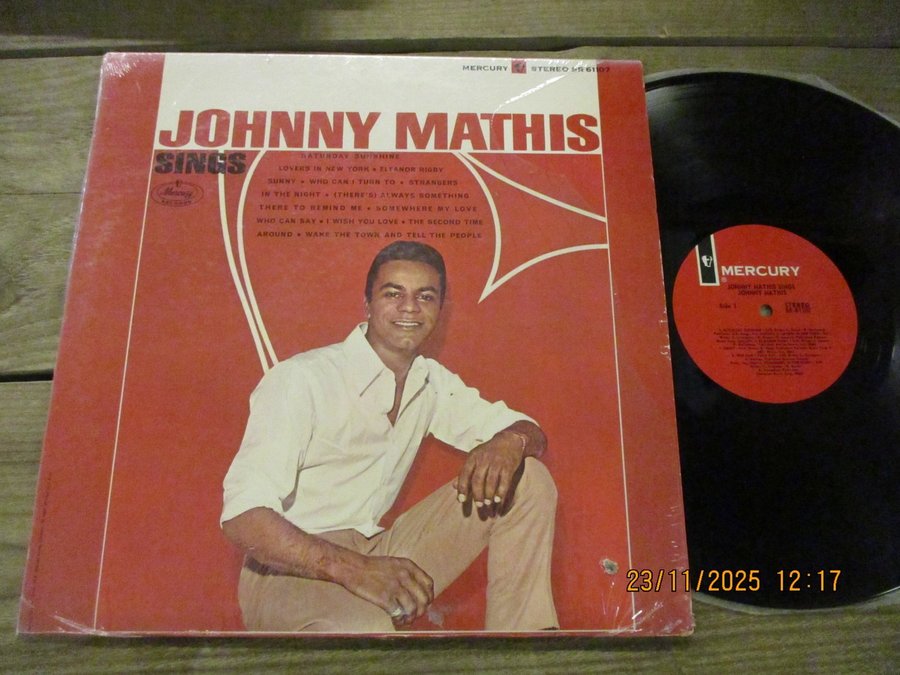 MERCURY STEREO SR 61107
JOHNNY MATHIS
SINGS
SATURDAY SUNSHINE
LOVERS IN NEW YORK • ELEANOR RIGBY
SUNNY • WHO CAN I TURN TO • STRANGERS
IN THE NIGHT • (THERE'S) ALWAYS SOMETHING
THERE TO REMIND ME • SOMEWHERE MY LOVE
WHO CAN SAY • I WISH YOU LOVE • THE SECOND TIME
AROUND • WAKE THE TOWN AND TELL THE PEOPLE
Mercury
RECORDS
MERCURY
JOHNNY MATHIS SINGS
JOHNNY MATHIS
Side 1
STEREO
23/11/2025 12:17